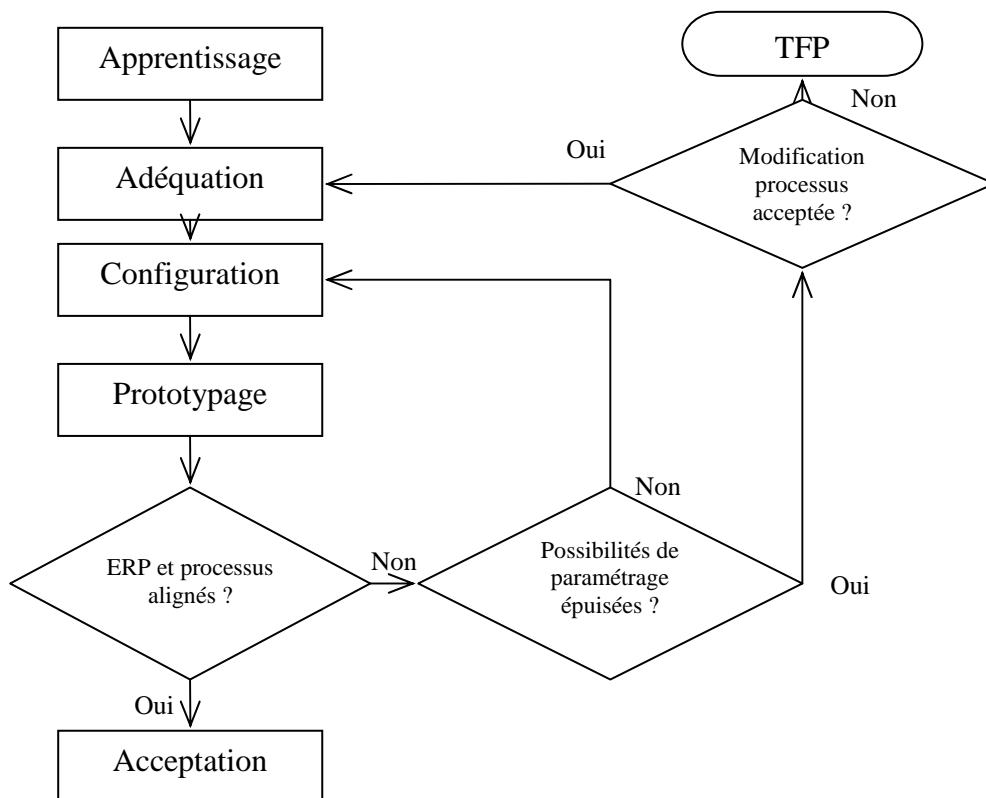 Apprentissage
TFP
Non
Oui
Modification
processus
acceptée ?
Adéquation
Configuration
Prototypage
Non
ERP et processus
alignés ?
Non
Possibilités de
paramétrage
épuisées ?
Oui
Oui
Acceptation